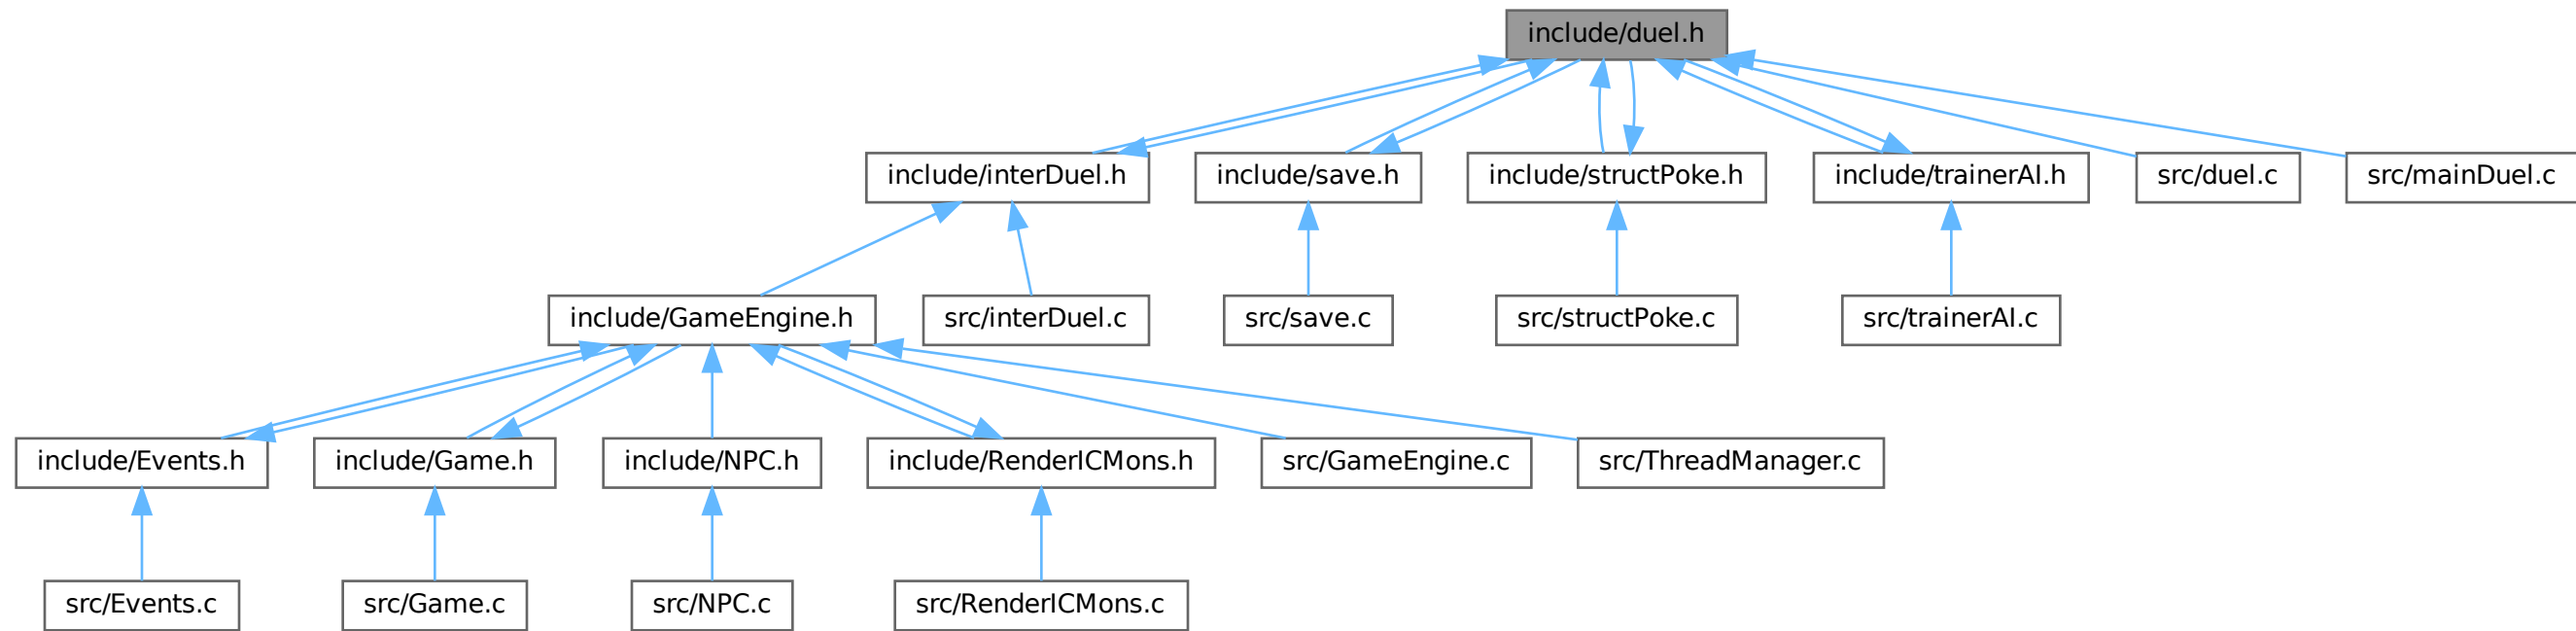 include/duel.h
include/interDuel.h
include/save.h
include/structPoke.h
include/trainerAI.h
src/duel.c
src/mainDuel.c
include/GameEngine.h
src/interDuel.c
src/save.c
src/structPoke.c
src/trainerAI.c
include/Events.h
include/Game.h
include/NPC.h
include/RenderICMons.h
src/GameEngine.c
src/ThreadManager.c
src/Events.c
src/Game.c
src/NPC.c
src/RenderICMons.c